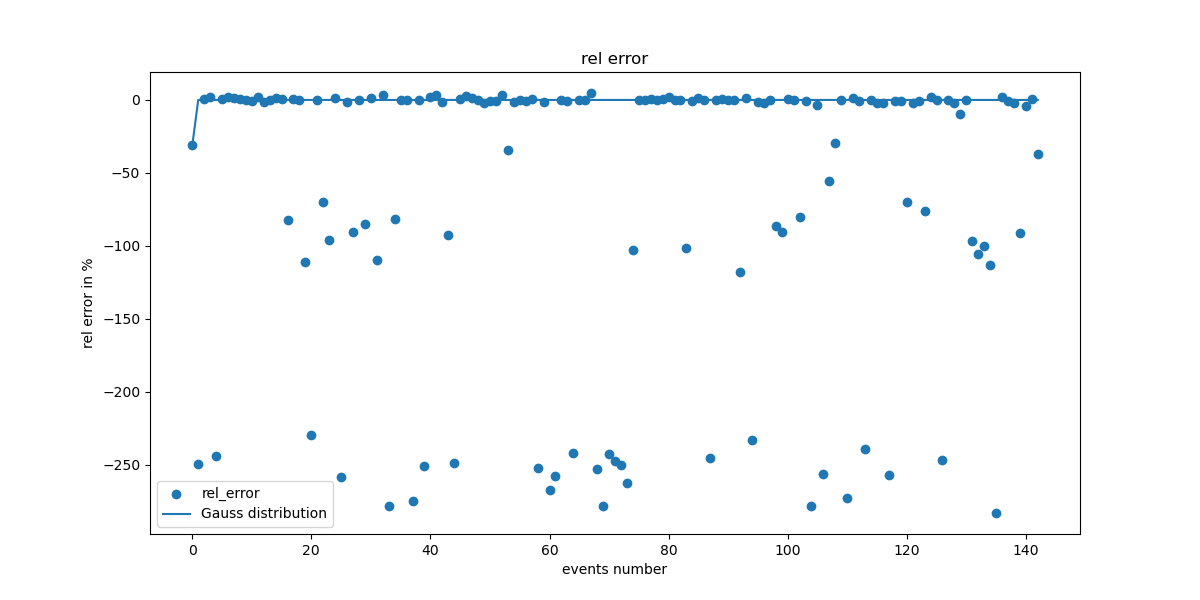 rel error
rel error in %
0
−50
−100
−150
−200
−250
rel_error
Gauss distribution
0 20 40 60 80 100 120 140
events number